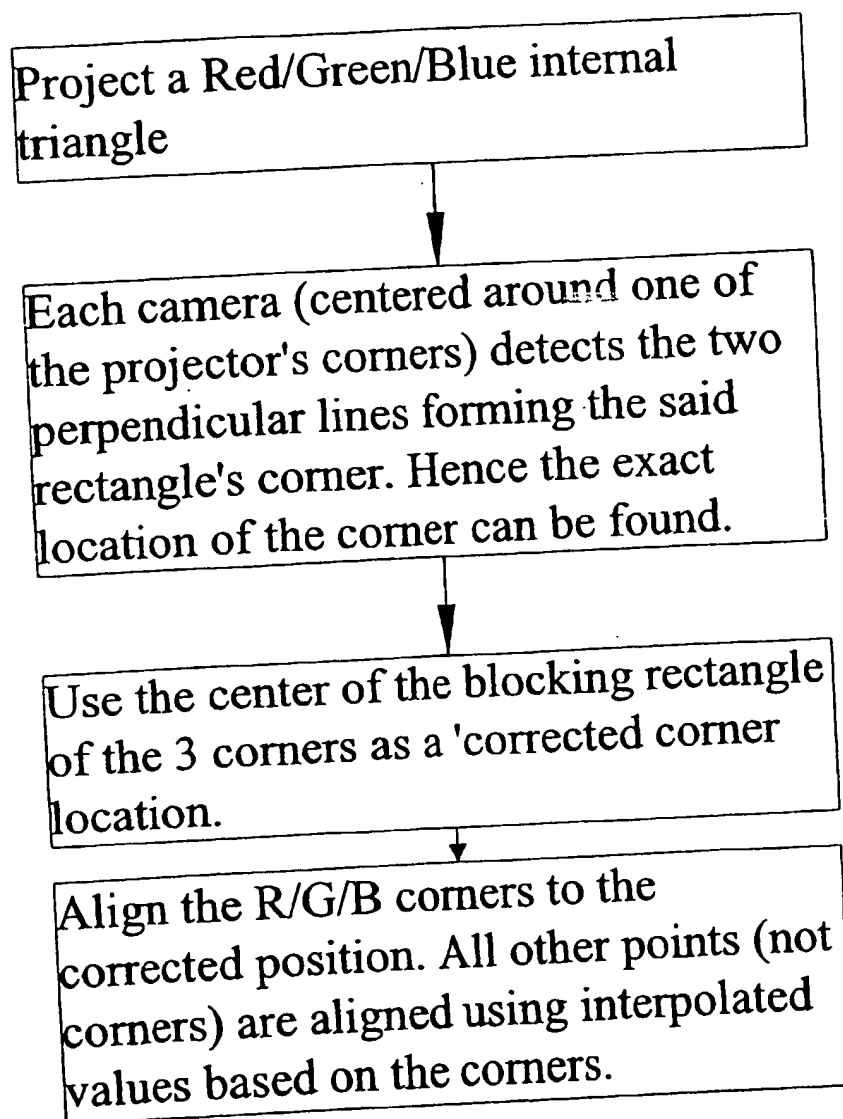 Project a Red/Green/Blue internal
triangle
Each camera (centered around one of
the projector's corners) detects the two
perpendicular lines forming the said
rectangle's corner. Hence the exact
location of the corner can be found.
Use the center of the blocking rectangle
of the 3 corners as a 'corrected corner
location.
Align the R/G/B corners to the
corrected position. All other points (not
corners) are aligned using interpolated
values based on the corners.